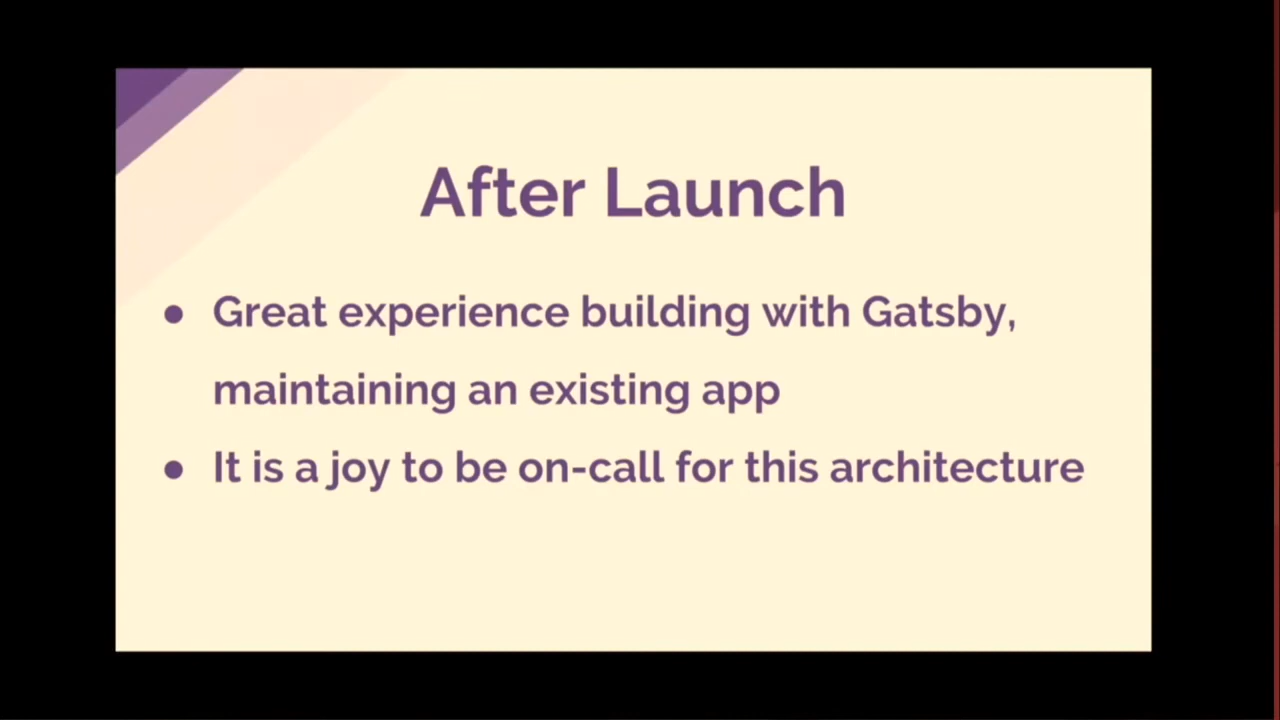 After Launch
● Great experience building with Gatsby,
maintaining an existing app
● It is a joy to be on-call for this architecture